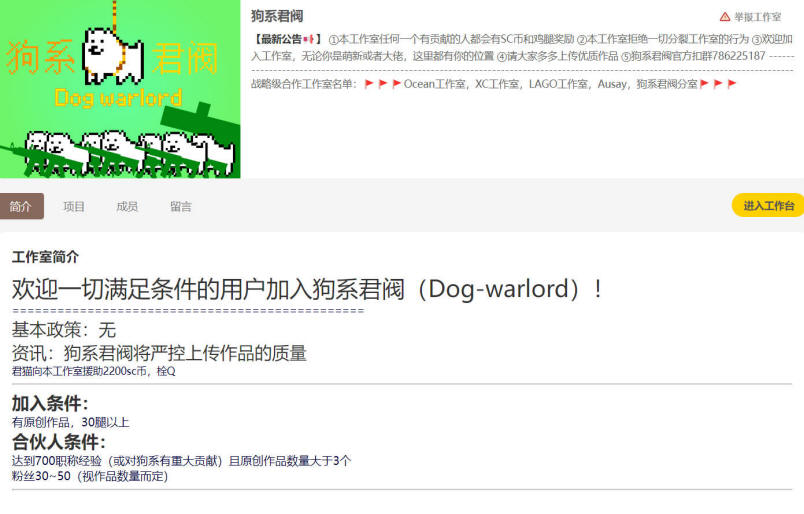 狗系 君阀
Dog warlord
狗系君阀
举报工作室
【最新公告📢】 ①本工作室任何一个有贡献的人都会有SC币和鸡腿奖励 ②本工作室拒绝一切分裂工作室的行为 ③欢迎加
入工作室，无论你是萌新或者大佬，这里都有你的位置 ④请大家多多上传优质作品 ⑤狗系君阀官方扣群786225187 -------
战略级合作工作室名单：🚩🚩🚩Ocean工作室，XC工作室，LAGO工作室，Ausay，狗系君阀分室🚩🚩🚩
简介 项目 成员 留言
进入工作台
工作室简介
欢迎一切满足条件的用户加入狗系君阀（Dog-warlord）！
===============================================
基本政策：无
资讯：狗系君阀将严控上传作品的质量
君猫向本工作室援助2200sc币，栓Q
加入条件：
有原创作品，30腿以上
合伙人条件：
达到700职称经验（或对狗系有重大贡献）且原创作品数量大于3个
粉丝30~50（视作品数量而定）